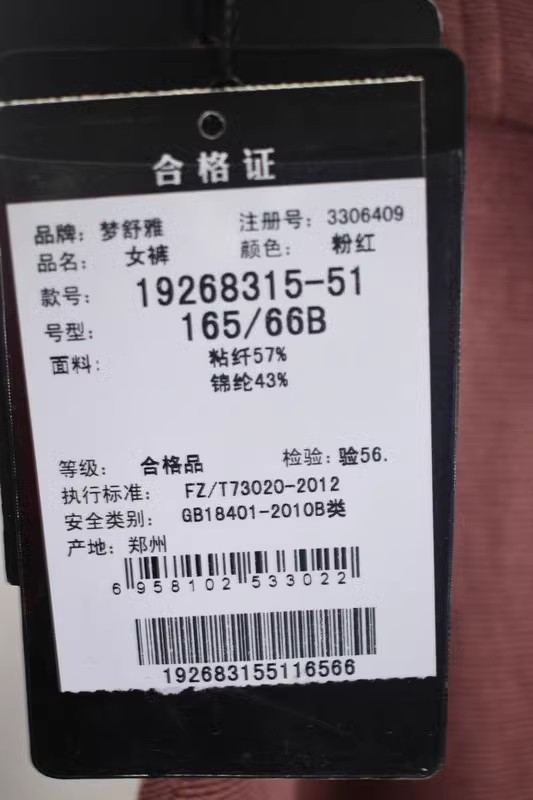 合格证
品牌：梦舒雅 注册号：3306409
品名： 女裤 颜色： 粉红
款号： 19268315-51
号型： 165/66B
面料： 粘纤57%
锦纶43%
等级： 合格品 检验：验56.
执行标准： FZ/T73020-2012
安全类别： GB18401-2010B类
产地：郑州
6 958102 533022
192683155116566